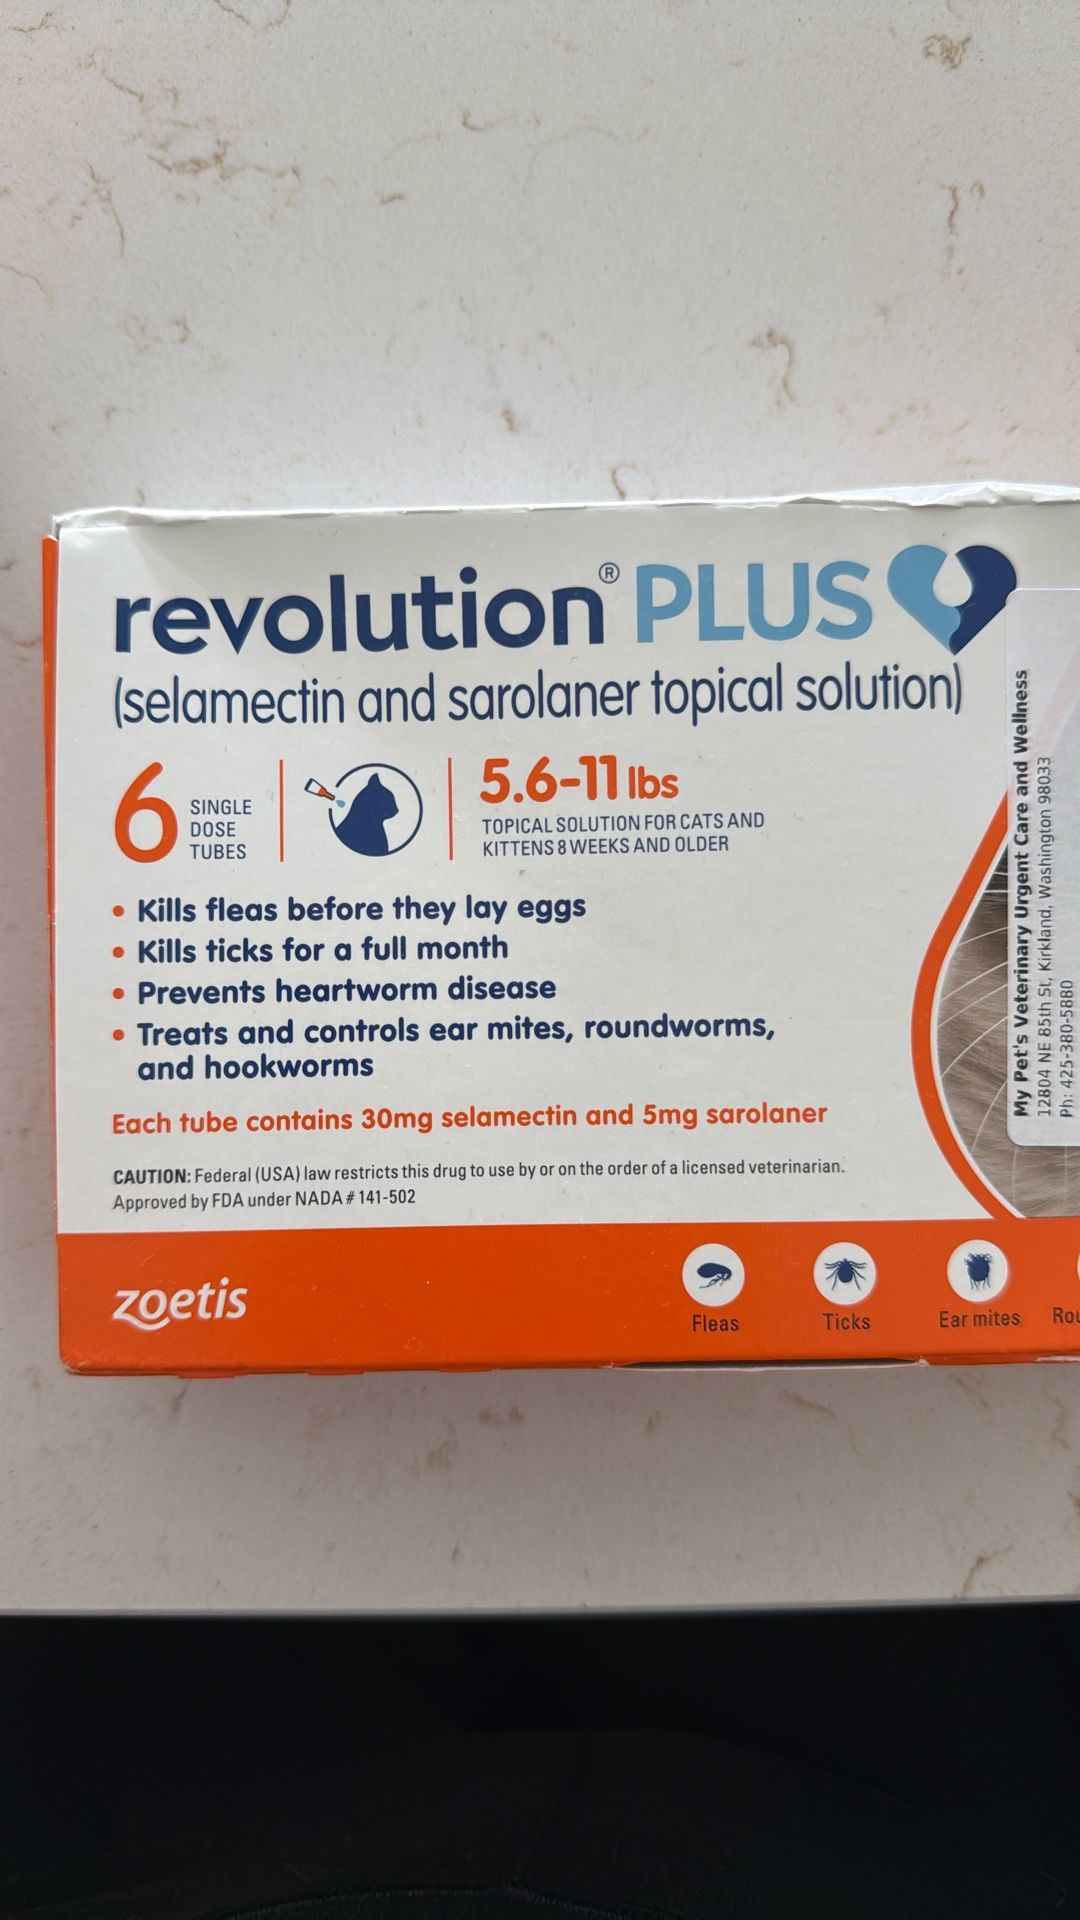 revolution® PLUS
(selamectin and sarolaner topical solution)
6 SINGLE
DOSE
TUBES
5.6-11 lbs
TOPICAL SOLUTION FOR CATS AND
KITTENS 8 WEEKS AND OLDER
• Kills fleas before they lay eggs
• Kills ticks for a full month
• Prevents heartworm disease
• Treats and controls ear mites, roundworms,
and hookworms
Each tube contains 30mg selamectin and 5mg sarolaner
CAUTION: Federal (USA) law restricts this drug to use by or on the order of a licensed veterinarian.
Approved by FDA under NADA # 141-502
zoetis
Fleas
Ticks
Ear mites
Rou
My Pet's Veterinary Urgent Care and Wellness
12804 NE 85th St, Kirkland, Washington 98033
Ph: 425-380-5880